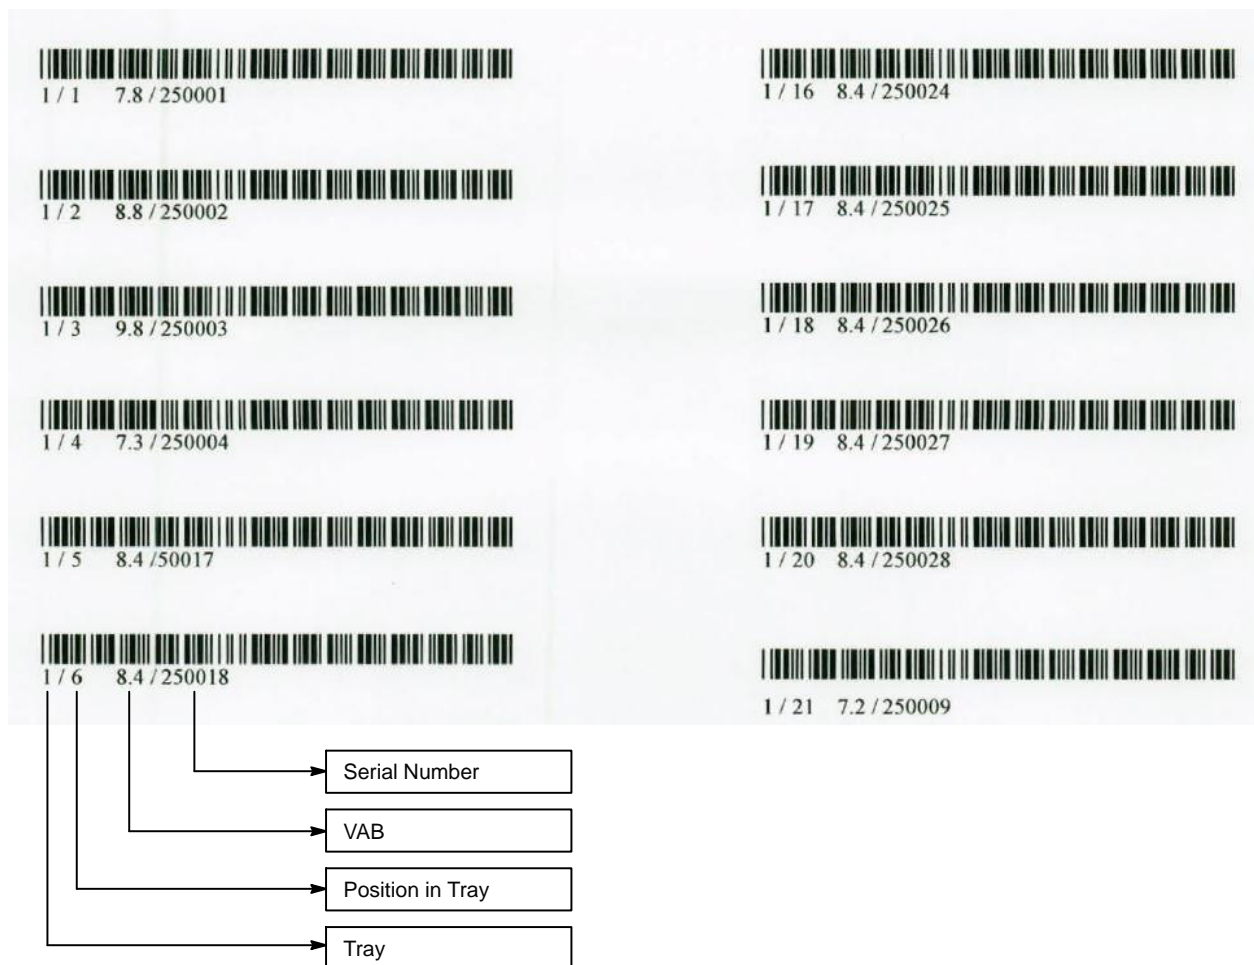 1 / 1 7.8 / 250001
1 / 2 8.8 / 250002
1 / 3 9.8 / 250003
1 / 4 7.3 / 250004
1 / 5 8.4 /50017
1 / 6 8.4 / 250018
1 / 16 8.4 / 250024
1 / 17 8.4 / 250025
1 / 18 8.4 / 250026
1 / 19 8.4 / 250027
1 / 20 8.4 / 250028
1 / 21 7.2 / 250009
Serial Number
VAB
Position in Tray
Tray